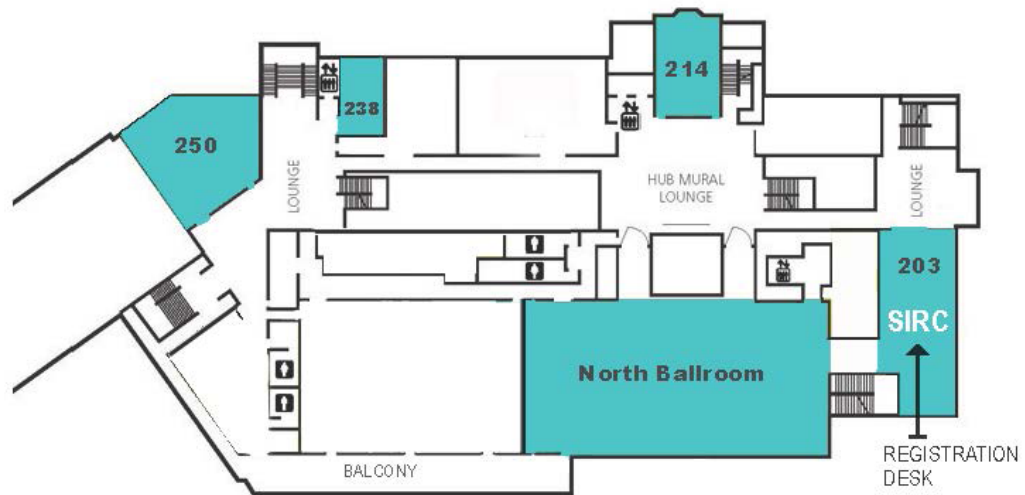 214
238
250
LOUNGE
HUB MURAL
LOUNGE
LOUNGE
203
SIRC
North Ballroom
BALCONY
REGISTRATION
DESK